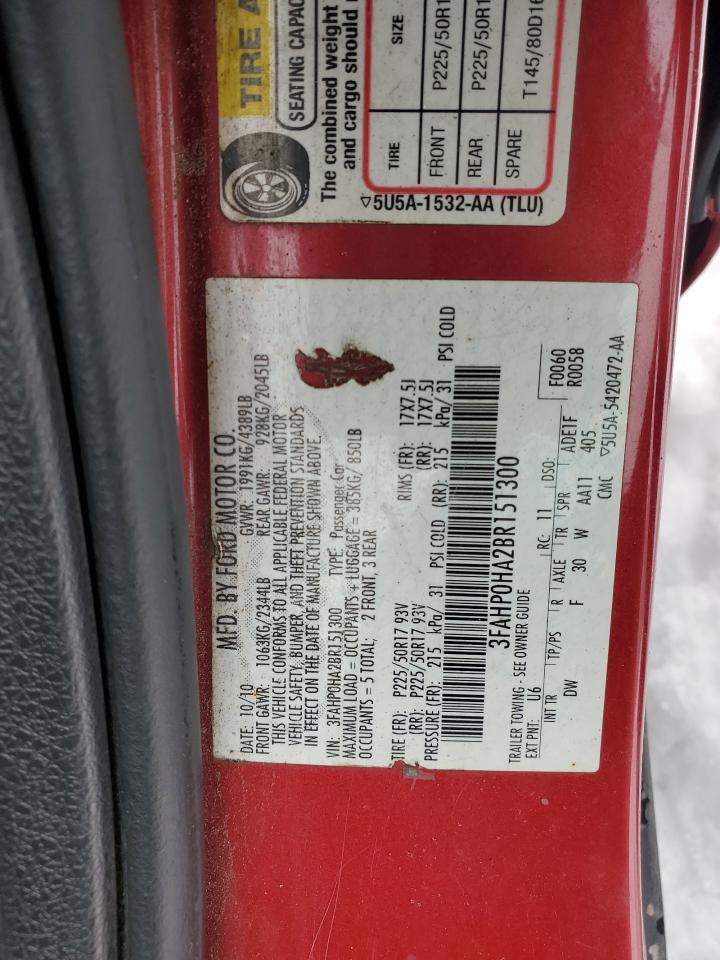 TIRE A
SEATING CAPAC
The combined weight
and cargo should
TIRE SIZE
FRONT P225/50R1
REAR P225/50R1
SPARE T145/80D16
5U5A-1532-AA (TLU)
MFD. BY FORD MOTOR CO.
DATE: 10/10 GVWR: 1991KG/4389LB
FRONT GAWR: 1063KG/2344LB REAR GAWR: 928KG/2045LB
THIS VEHICLE CONFORMS TO ALL APPLICABLE FEDERAL MOTOR
VEHICLE SAFETY, BUMPER, AND THEFT PREVENTION STANDARDS
IN EFFECT ON THE DATE OF MANUFACTURE SHOWN ABOVE.
VIN: 3FAHP0HA2BR151300 TYPE: Passenger Car
MAXIMUM LOAD = OCCUPANTS + LUGGAGE = 385KG/ 850LB
OCCUPANTS = 5 TOTAL; 2 FRONT, 3 REAR
TIRE (FR): P225/50R17 93V RIMS (FR): 17X7.5J
(RR): P225/50R17 93V (RR): 17X7.5J
PRESSURE (FR): 215 kPa/ 31 PSI COLD (RR): 215 kPa/ 31 PSI COLD
3FAHP0HA2BR151300
TRAILER TOWING - SEE OWNER GUIDE
EXT PNT: U6 RC: 11 DSO: F0060
R0058
INT TR TP/PS R AXLE TR SPR ADE1F
DW F 30 W AA11 405
CMC 5U5A-5420472-AA